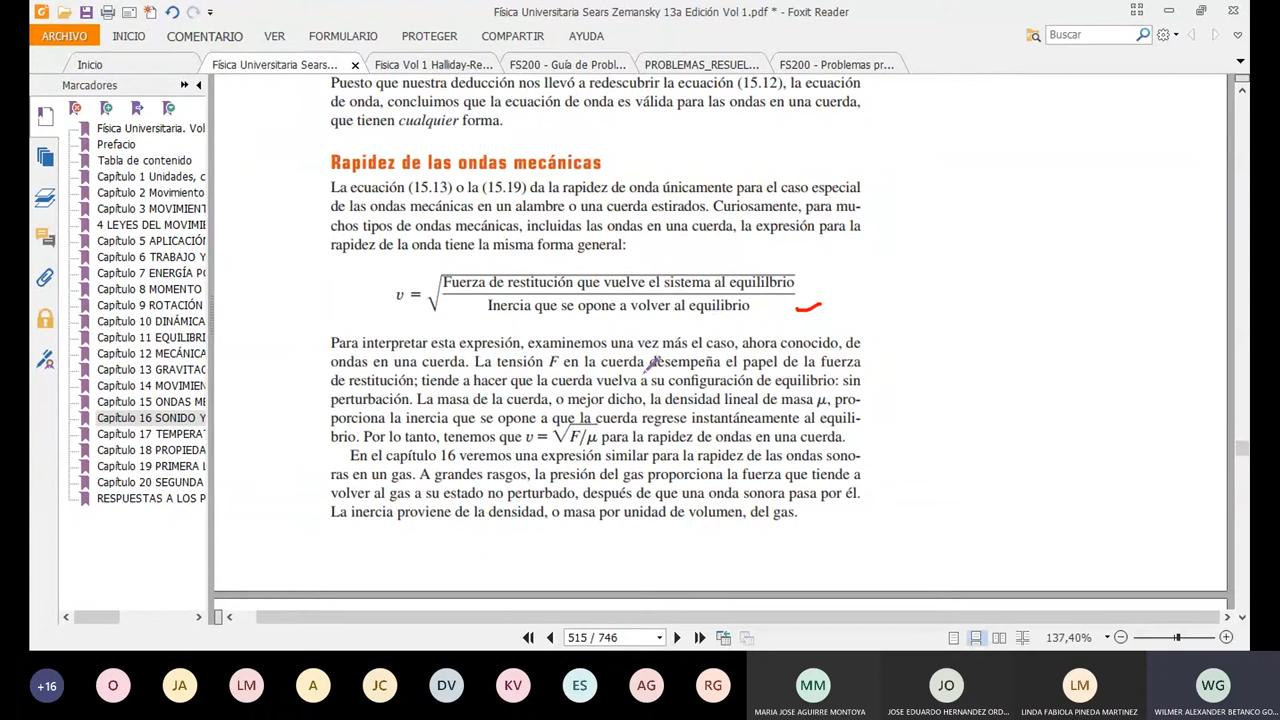 Física Universitaria Sears Zemansky 13a Edición Vol 1.pdf * - Foxit Reader
ARCHIVO INICIO COMENTARIO VER FORMULARIO PROTEGER COMPARTIR AYUDA Buscar
Inicio Física Universitaria Sears... Fisica Vol 1 Halliday-Re... FS200 - Guía de Probl... PROBLEMAS_RESUEL... FS200 - Problemas pr...
Marcadores
Física Universitaria. Vol
Prefacio
Tabla de contenido
Capítulo 1 Unidades, c
Capítulo 2 Movimiento
Capítulo 3 MOVIMIENT
4 LEYES DEL MOVIMI
Capítulo 5 APLICACIÓN
Capítulo 6 TRABAJO Y
Capítulo 7 ENERGÍA PO
Capítulo 8 MOMENTO
Capítulo 9 ROTACIÓN
Capítulo 10 DINÁMICA
Capítulo 11 EQUILIBRI
Capítulo 12 MECÁNICA
Capítulo 13 GRAVITAC
Capítulo 14 MOVIMIEN
Capítulo 15 ONDAS ME
Capítulo 16 SONIDO Y
Capítulo 17 TEMPERAT
Capítulo 18 PROPIEDA
Capítulo 19 PRIMERA L
Capítulo 20 SEGUNDA
RESPUESTAS A LOS P
Puesto que nuestra deducción nos llevó a redescubrir el ecuación (15.12), la ecuación
de onda, concluimos que la ecuación de onda es válida para las ondas en una cuerda,
que tienen cualquier forma.
Rapidez de las ondas mecánicas
La ecuación (15.13) o la (15.19) da la rapidez de onda únicamente para el caso especial
de las ondas mecánicas en un alambre o una cuerda estirados. Curiosamente, para mu-
chos tipos de ondas mecánicas, incluidas las ondas en una cuerda, la expresión para la
rapidez de la onda tiene la misma forma general:
v = √ Fuerza de restitución que vuelve el sistema al equililbrio
Inercia que se opone a volver al equilibrio
Para interpretar esta expresión, examinemos una vez más el caso, ahora conocido, de
ondas en una cuerda. La tensión F en la cuerda desempeña el papel de la fuerza
de restitución; tiende a hacer que la cuerda vuelva a su configuración de equilibrio: sin
perturbación. La masa de la cuerda, o mejor dicho, la densidad lineal de masa μ, pro-
porciona la inercia que se opone a que la cuerda regrese instantáneamente al equili-
brio. Por lo tanto, tenemos que v = √F/μ para la rapidez de ondas en una cuerda.
En el capítulo 16 veremos una expresión similar para la rapidez de las ondas sono-
ras en un gas. A grandes rasgos, la presión del gas proporciona la fuerza que tiende a
volver al gas a su estado no perturbado, después de que una onda sonora pasa por él.
La inercia proviene de la densidad, o masa por unidad de volumen, del gas.
515 / 746 137,40%
+16 O JA LM A JC DV KV ES AG RG MM JO LM WG
MARIA JOSE AGUIRRE MONTOYA JOSE EDUARDO HERNANDEZ ORD... LINDA FABIOLA PINEDA MARTINEZ WILMER ALEXANDER BETANCO GO...